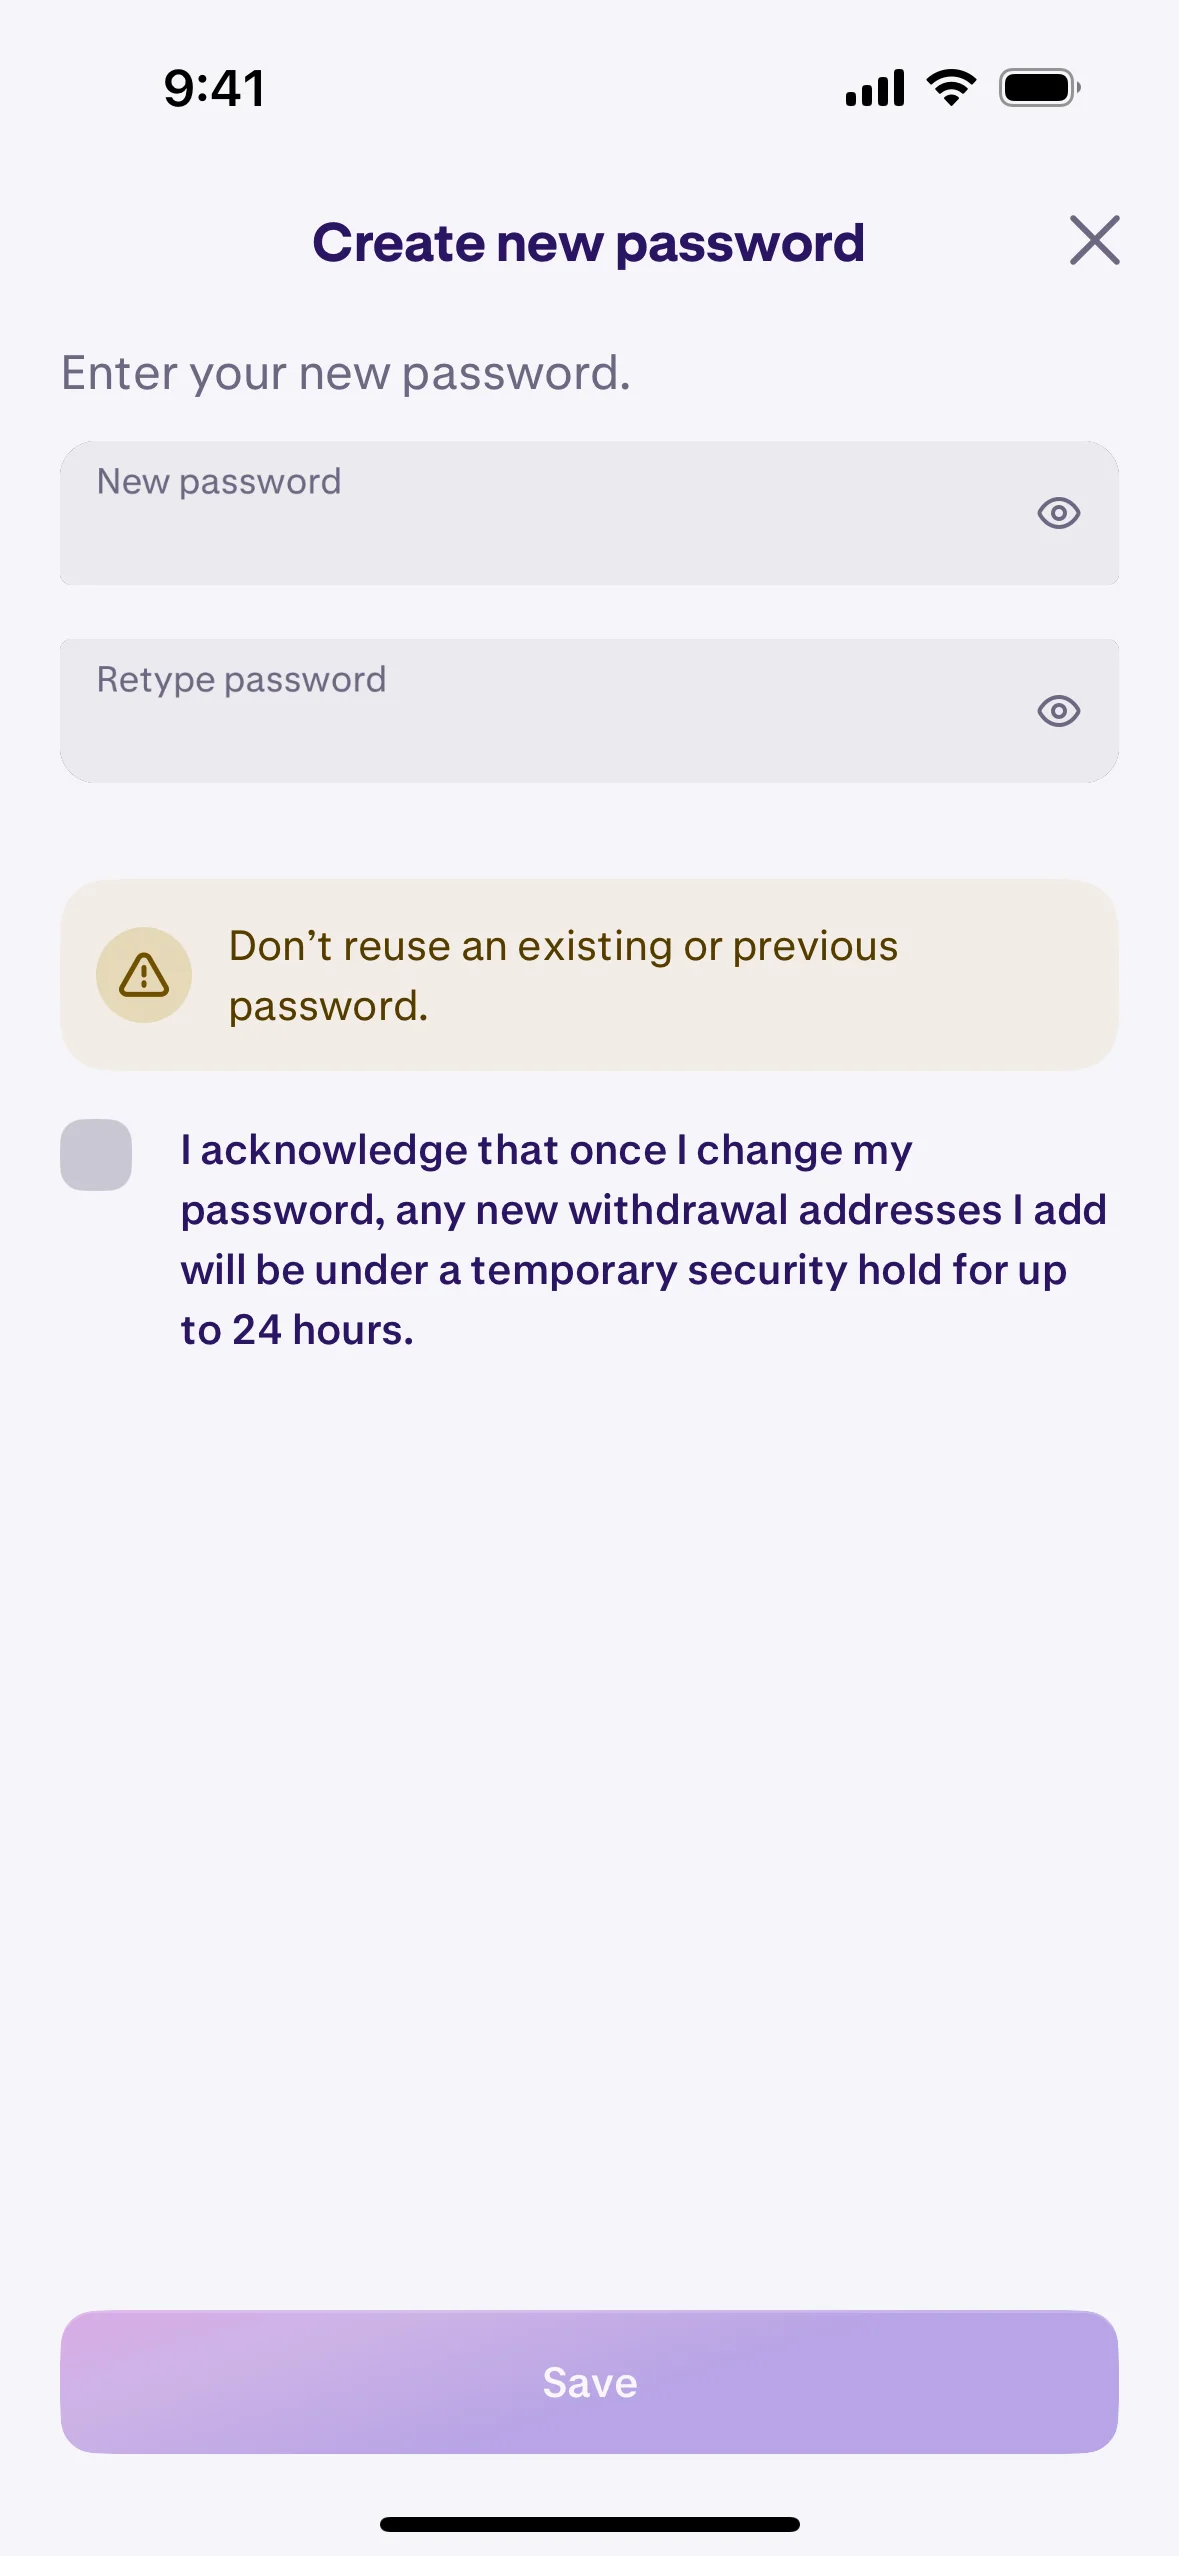 9:41
Create new password
Enter your new password.
New password
Retype password
Don’t reuse an existing or previous
password.
I acknowledge that once I change my
password, any new withdrawal addresses I add
will be under a temporary security hold for up
to 24 hours.
Save